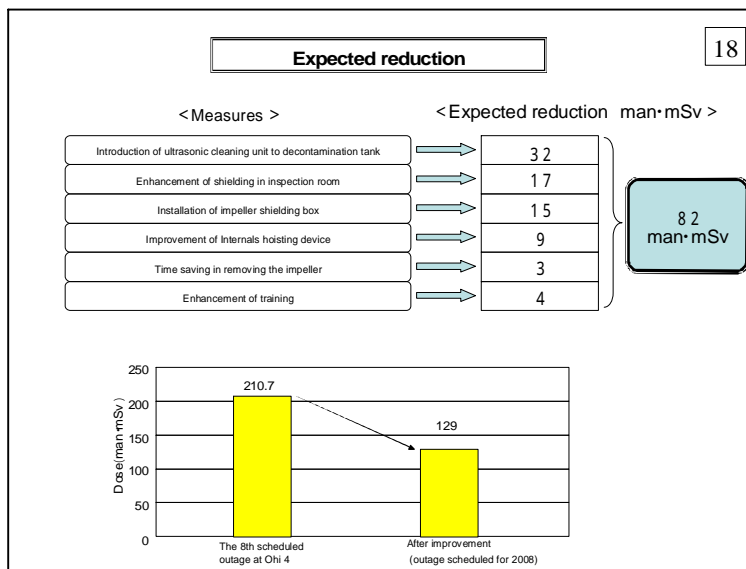 Expected reduction
18
<Measures>
<Expected reduction man・mSv>
Introduction of ultrasonic cleaning unit to decontamination tank
32
Enhancement of shielding in inspection room
17
Installation of impeller shielding box
15
Improvement of Internals hoisting device
9
Time saving in removing the impeller
3
Enhancement of training
4
82
man・mSv
Dose(man・mSv)
250
200
150
100
50
0
210.7
129
The 8th scheduled
outage at Ohi 4
After improvement
(outage scheduled for 2008)